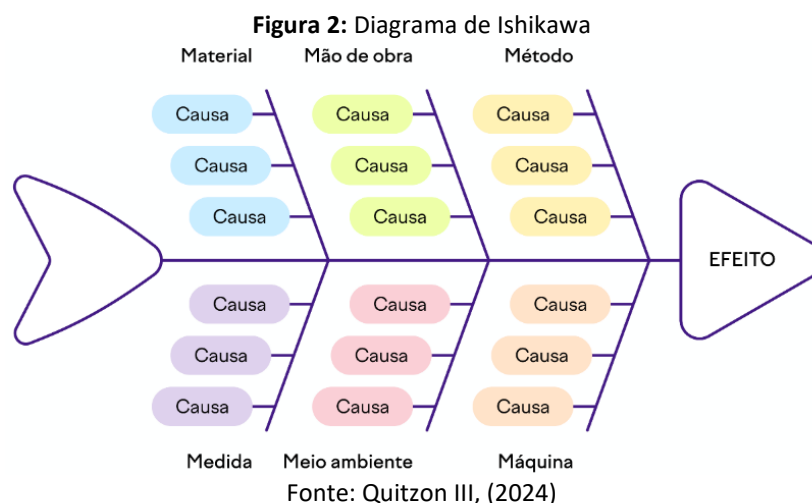 Figura 2: Diagrama de Ishikawa
Material Mão de obra Método
Causa Causa Causa
Causa Causa Causa
Causa Causa Causa
EFEITO
Causa Causa Causa
Causa Causa Causa
Causa Causa Causa
Medida Meio ambiente Máquina
Fonte: Quitzon III, (2024)